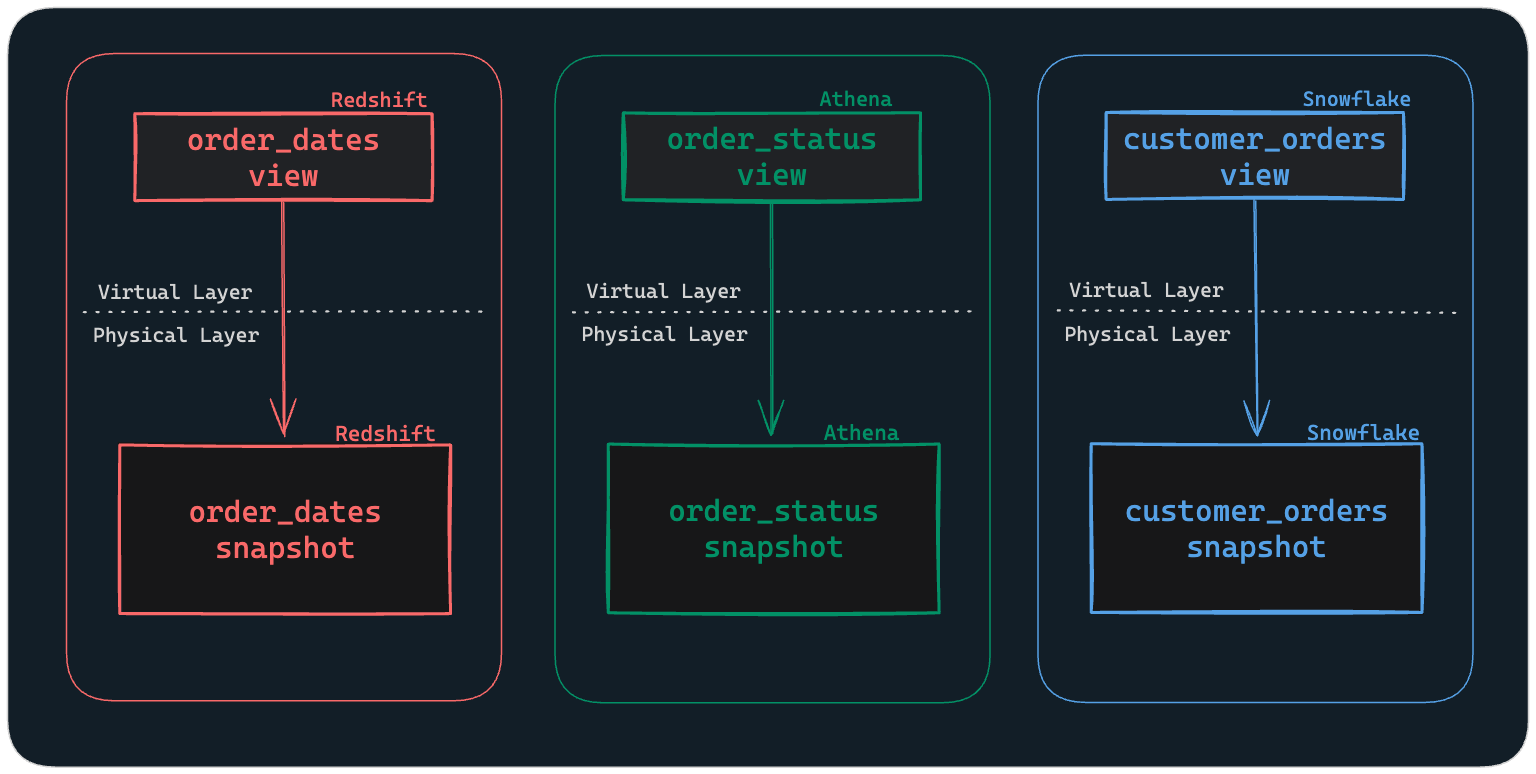 Redshift
order_dates
view
Virtual Layer
Physical Layer
Redshift
order_dates
snapshot
Athena
order_status
view
Virtual Layer
Physical Layer
Athena
order_status
snapshot
Snowflake
customer_orders
view
Virtual Layer
Physical Layer
Snowflake
customer_orders
snapshot